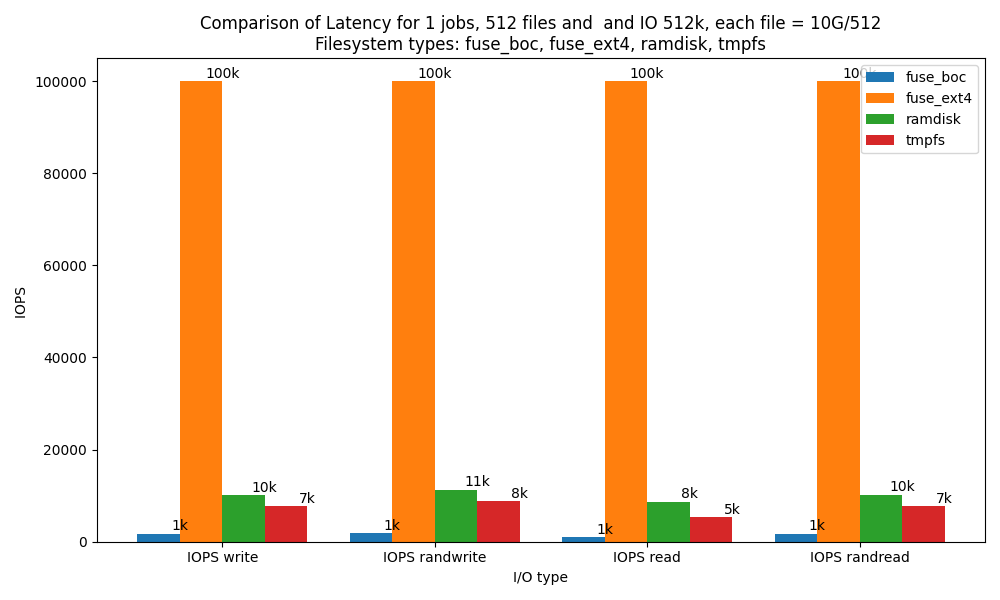 Comparison of Latency for 1 jobs, 512 files and  and IO 512k, each file = 10G/512
Filesystem types: fuse_boc, fuse_ext4, ramdisk, tmpfs
IOPS
100000
80000
60000
40000
20000
0
100k
100k
100k
100k
1k
10k
7k
1k
11k
8k
1k
8k
5k
1k
10k
7k
fuse_boc
fuse_ext4
ramdisk
tmpfs
IOPS write
IOPS randwrite
IOPS read
IOPS randread
I/O type